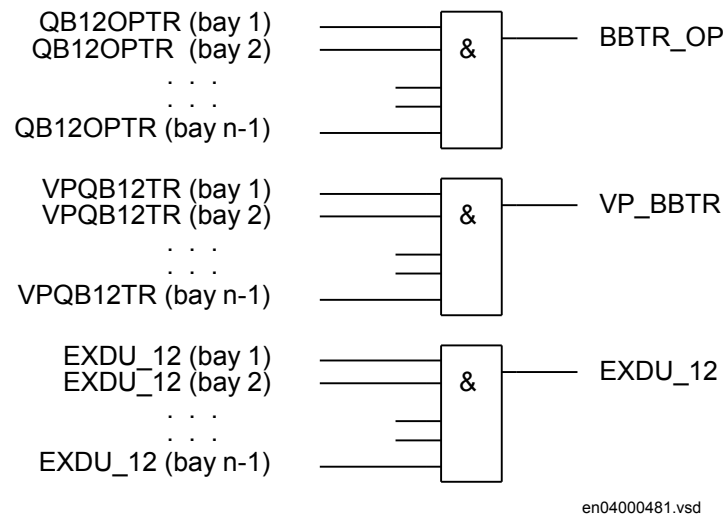 QB12OPTR (bay 1)
QB12OPTR (bay 2)
. . .
. . .
QB12OPTR (bay n-1)
&
BBTR_OP
VPQB12TR (bay 1)
VPQB12TR (bay 2)
. . .
. . .
VPQB12TR (bay n-1)
&
VP_BBTR
EXDU_12 (bay 1)
EXDU_12 (bay 2)
. . .
. . .
EXDU_12 (bay n-1)
&
EXDU_12
en04000481.vsd